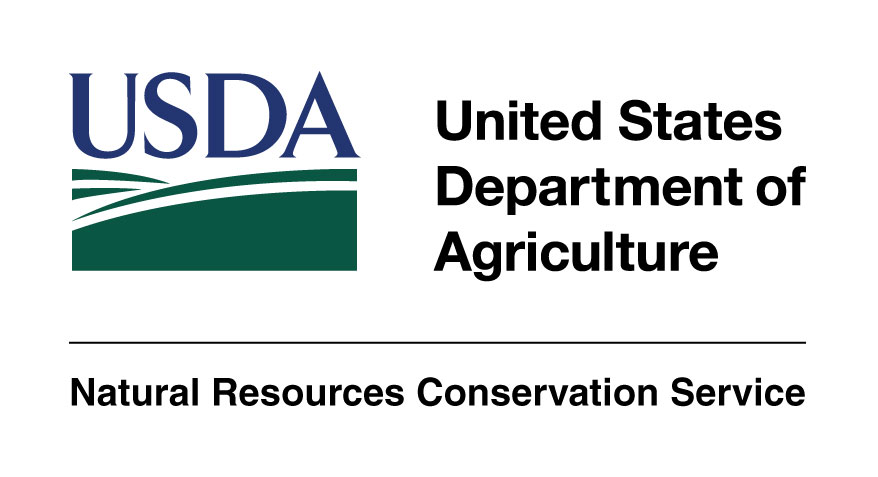 USDA
United States
Department of
Agriculture
Natural Resources Conservation Service